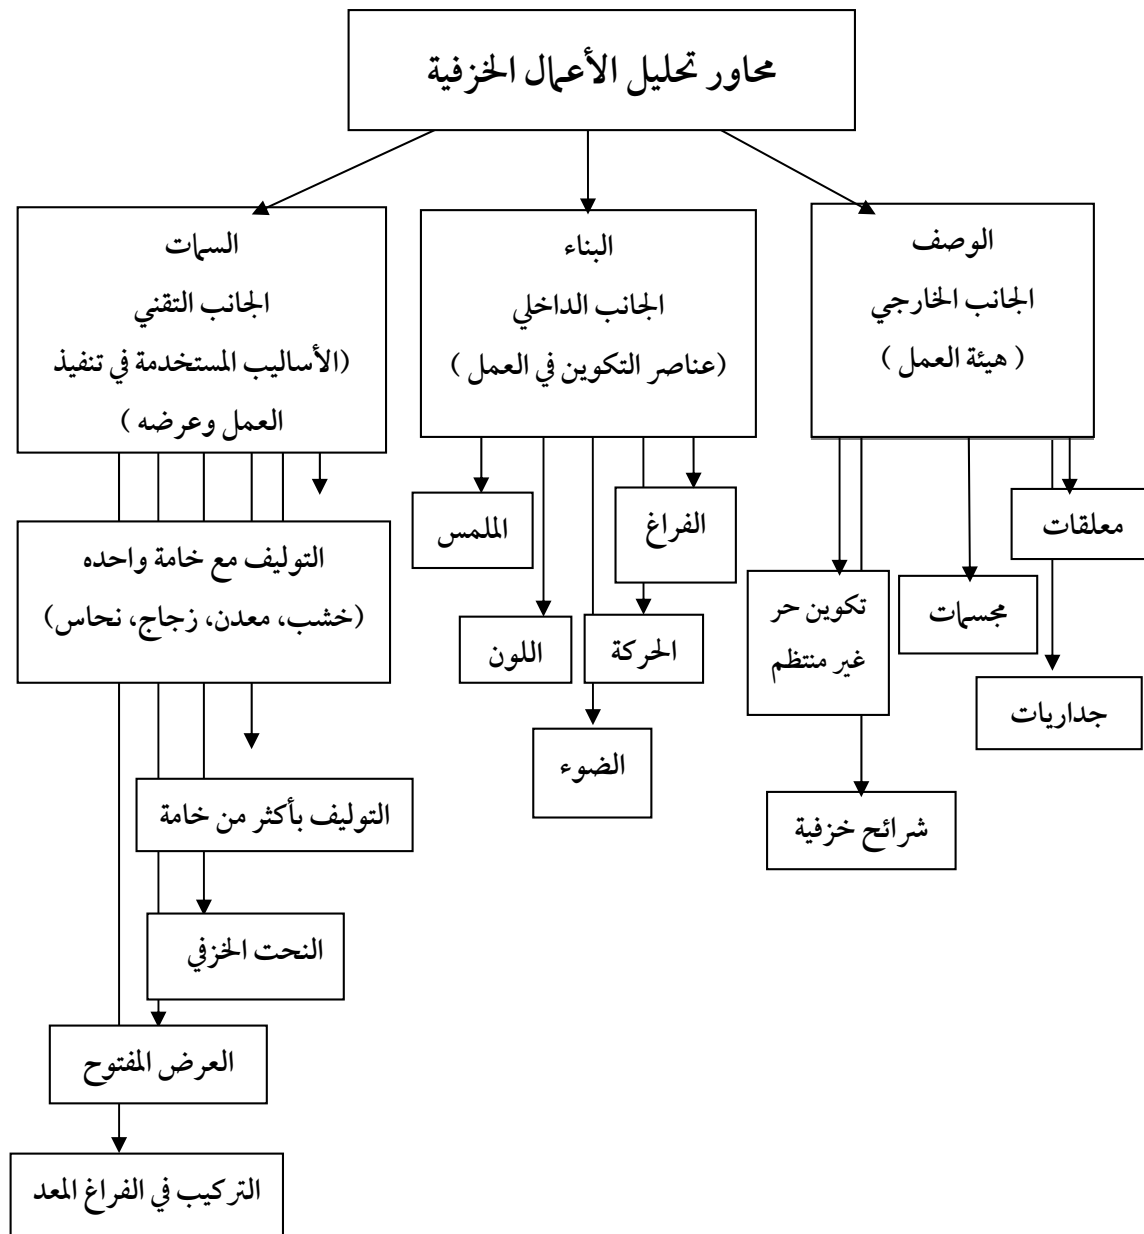 محاور تحليل الأعمال الخزفية
الوصف
الجانب الخارجي
( هيئة العمل )
البناء
الجانب الداخلي
(عناصر التكوين في العمل )
السمات
الجانب التقني
(الأساليب المستخدمة في تنفيذ
العمل وعرضه )
معلقات
جداريات
مجسمات
تكوين حر
غير منتظم
شرائح خزفية
الفراغ
الحركة
الضوء
اللون
الملمس
التوليف مع خامة واحده
(خشب، معدن، زجاج، نحاس)
التوليف بأكثر من خامة
النحت الخزفي
العرض المفتوح
التركيب في الفراغ المعد